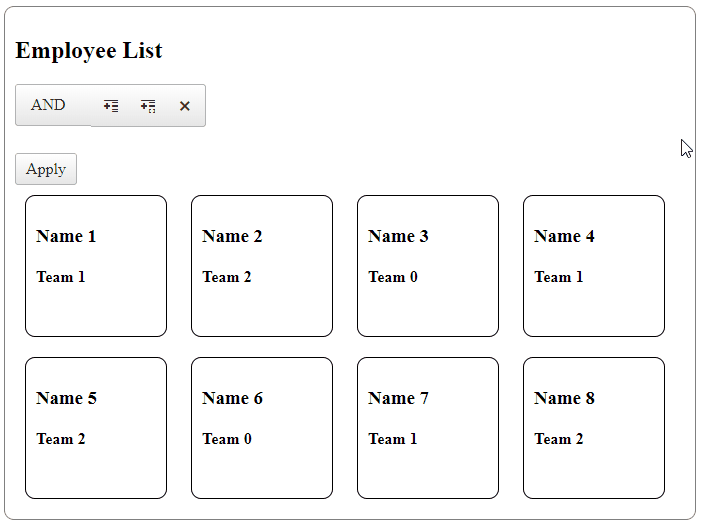 Employee List
AND
Apply
Name 1 Name 2 Name 3 Name 4
Team 1 Team 2 Team 0 Team 1
Name 5 Name 6 Name 7 Name 8
Team 2 Team 0 Team 1 Team 2